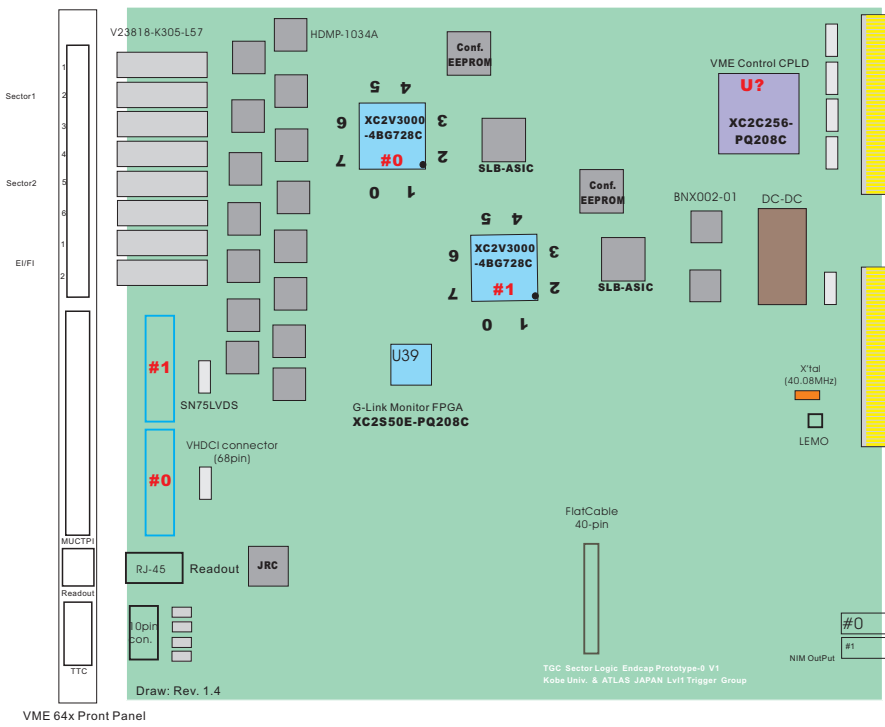 V23818-K305-L57
HDMP-1034A
Conf.
EEPROM
VME Control CPLD
U?
XC2C256-
PQ208C
1
Sector1
2
3
4
Sector2
5
6
1
EI/FI
2
5 4
6 3
7 2
0 1
XC2V3000
-4BG728C
#0
SLB-ASIC
Conf.
EEPROM
BNX002-01
DC-DC
5 4
6 3
7 2
0 1
XC2V3000
-4BG728C
#1
SLB-ASIC
#1
SN75LVDS
U39
G-Link Monitor FPGA
XC2S50E-PQ208C
X'tal
(40.08MHz)
LEMO
VHDCI connector
(68pin)
#0
FlatCable
40-pin
MUCTPI
RJ-45
Readout
JRC
Readout
10pin
con.
#0
#1
NIM OutPut
TTC
TGC Sector Logic Endcap Prototype-0 V1
Kobe Univ. & ATLAS JAPAN Lvl1 Trigger Group
Draw: Rev. 1.4
VME 64x Pront Panel